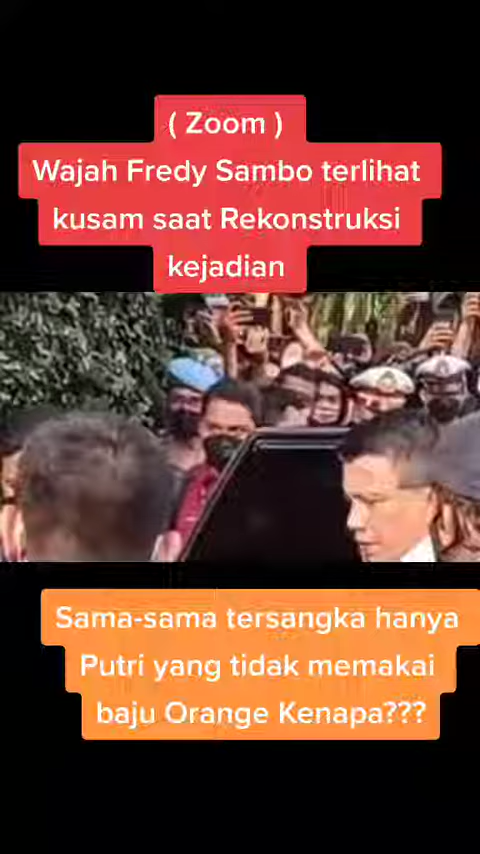 ( Zoom )
Wajah Fredy Sambo terlihat
kusam saat Rekonstruksi
kejadian
Sama-sama tersangka hanya
Putri yang tidak memakai
baju Orange Kenapa???